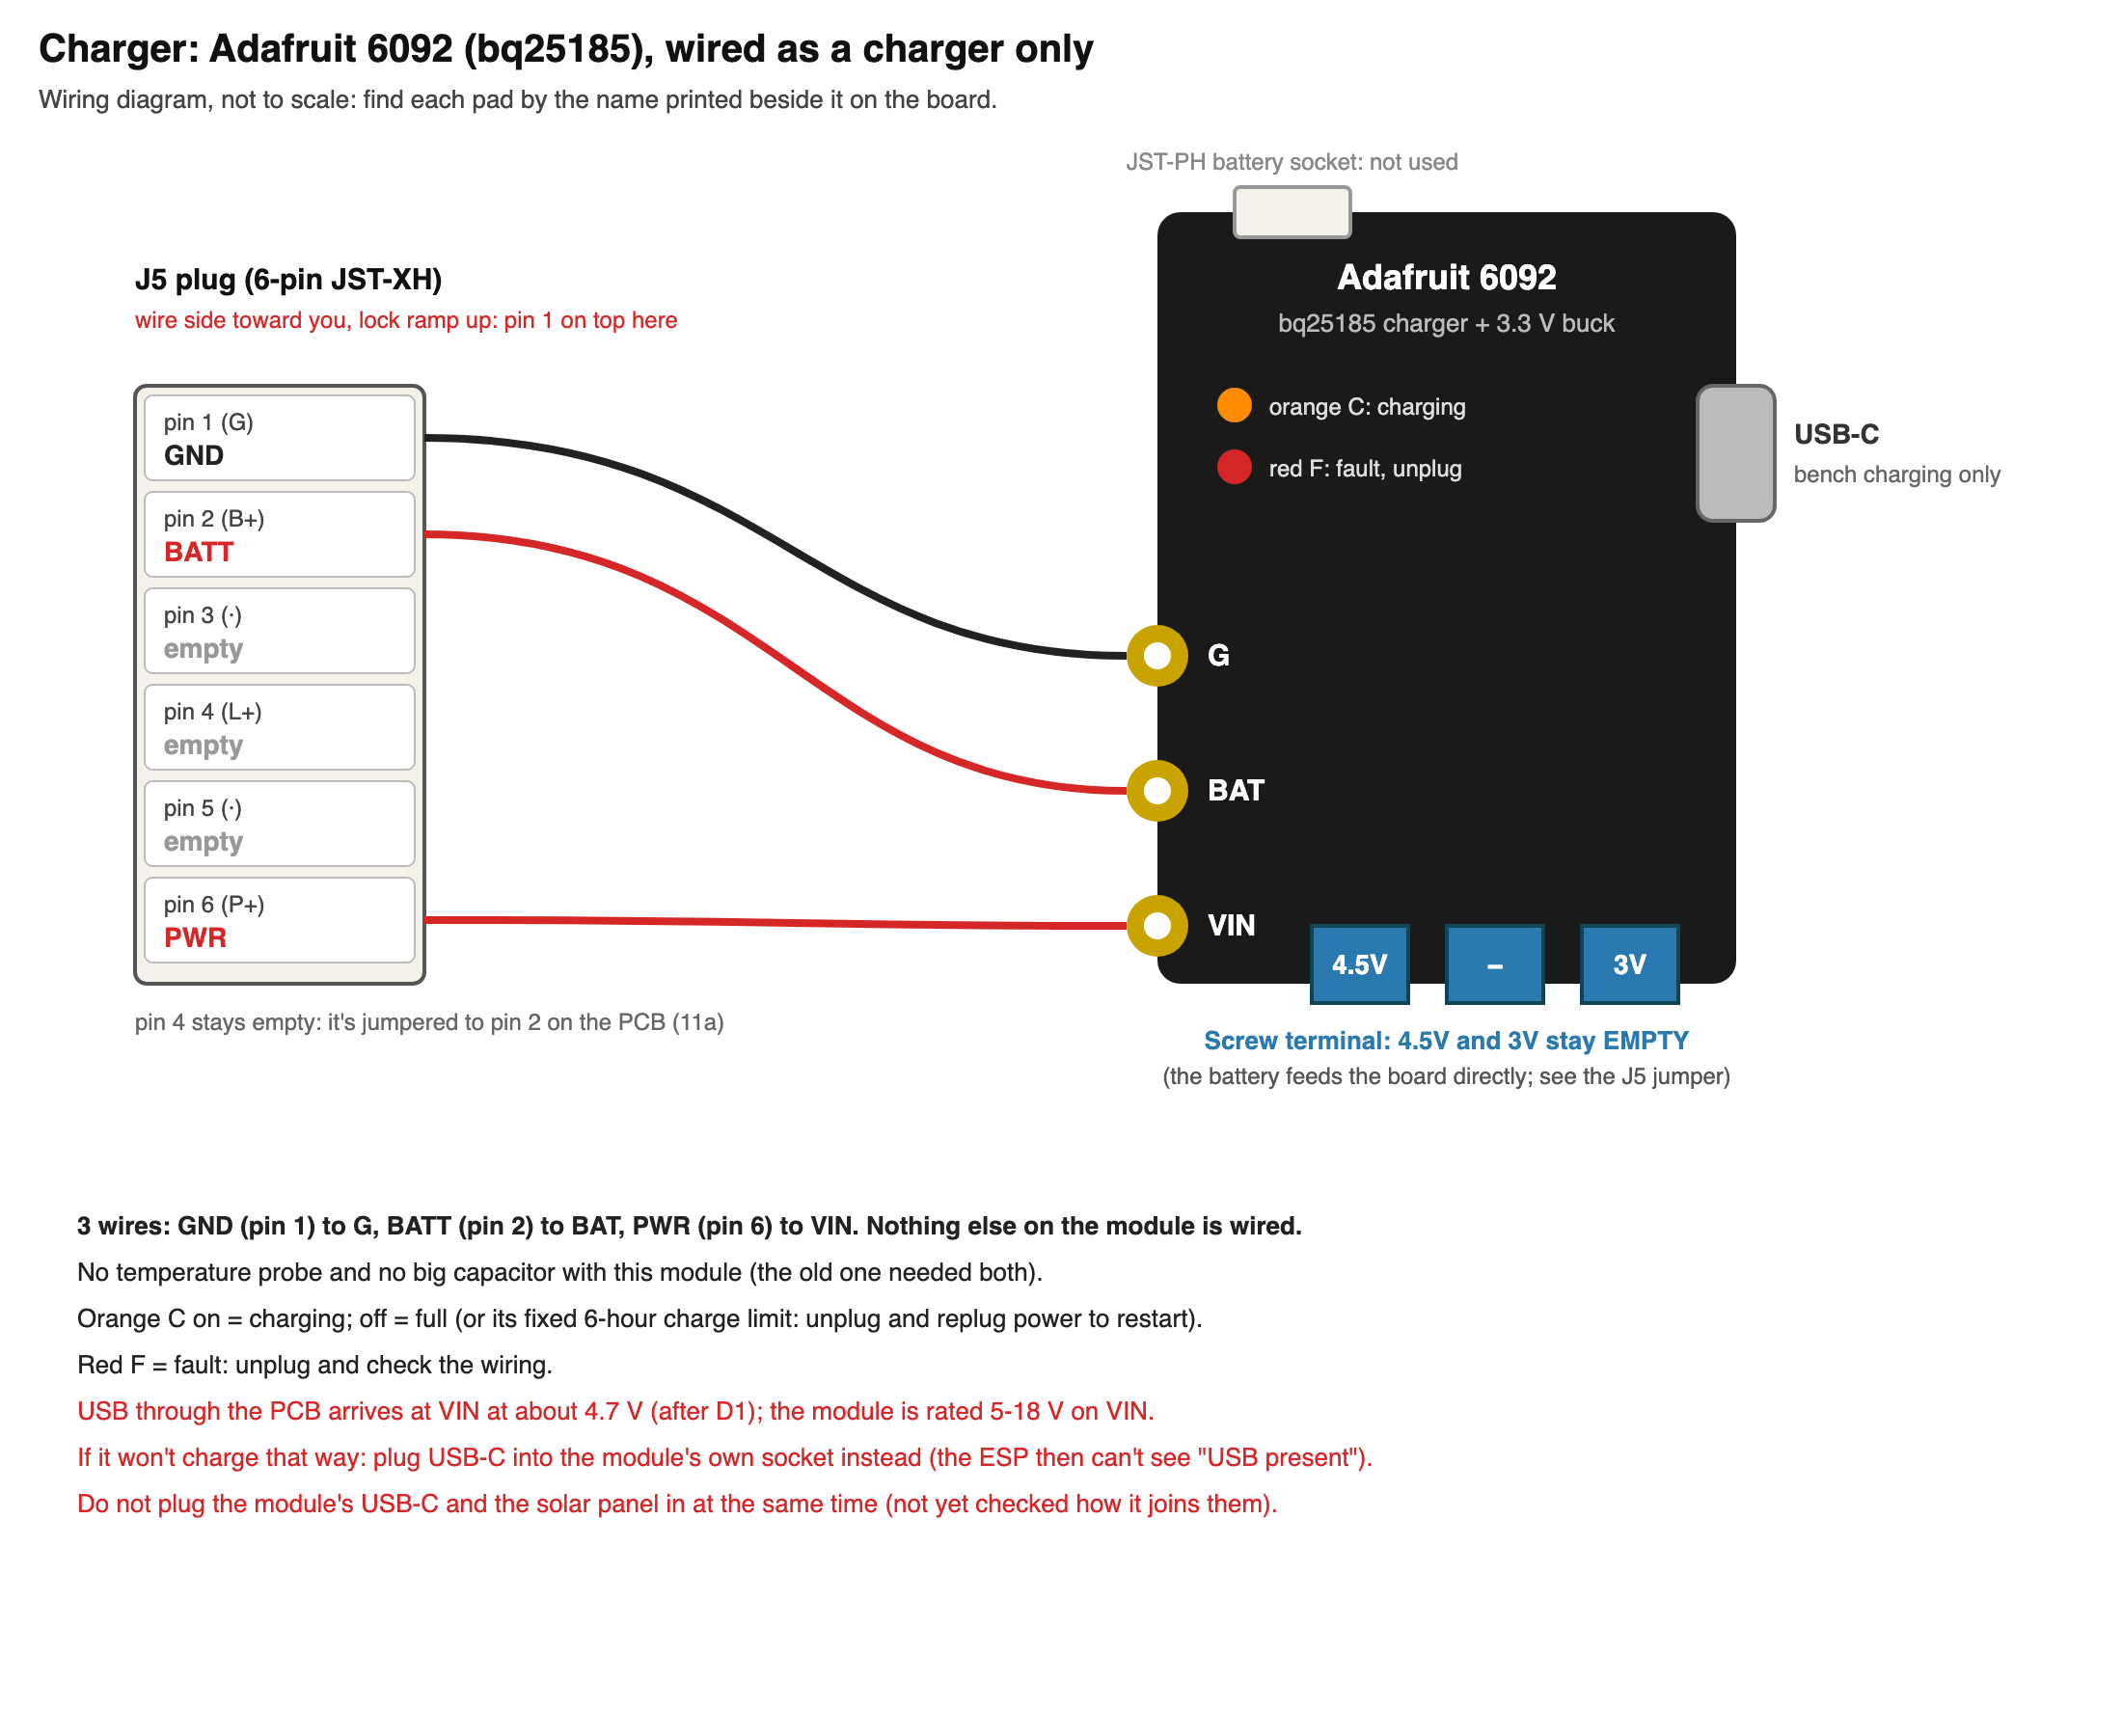 Charger: Adafruit 6092 (bq25185), wired as a charger only
Wiring diagram, not to scale: find each pad by the name printed beside it on the board.
JST-PH battery socket: not used
J5 plug (6-pin JST-XH)
wire side toward you, lock ramp up: pin 1 on top here
pin 1 (G)
GND
pin 2 (B+)
BATT
pin 3 (·)
empty
pin 4 (L+)
empty
pin 5 (·)
empty
pin 6 (P+)
PWR
pin 4 stays empty: it's jumpered to pin 2 on the PCB (11a)
Adafruit 6092
bq25185 charger + 3.3 V buck
orange C: charging
red F: fault, unplug
USB-C
bench charging only
G
BAT
VIN
4.5V
–
3V
Screw terminal: 4.5V and 3V stay EMPTY
(the battery feeds the board directly; see the J5 jumper)
3 wires: GND (pin 1) to G, BATT (pin 2) to BAT, PWR (pin 6) to VIN. Nothing else on the module is wired.
No temperature probe and no big capacitor with this module (the old one needed both).
Orange C on = charging; off = full (or its fixed 6-hour charge limit: unplug and replug power to restart).
Red F = fault: unplug and check the wiring.
USB through the PCB arrives at VIN at about 4.7 V (after D1); the module is rated 5-18 V on VIN.
If it won't charge that way: plug USB-C into the module's own socket instead (the ESP then can't see "USB present").
Do not plug the module's USB-C and the solar panel in at the same time (not yet checked how it joins them).